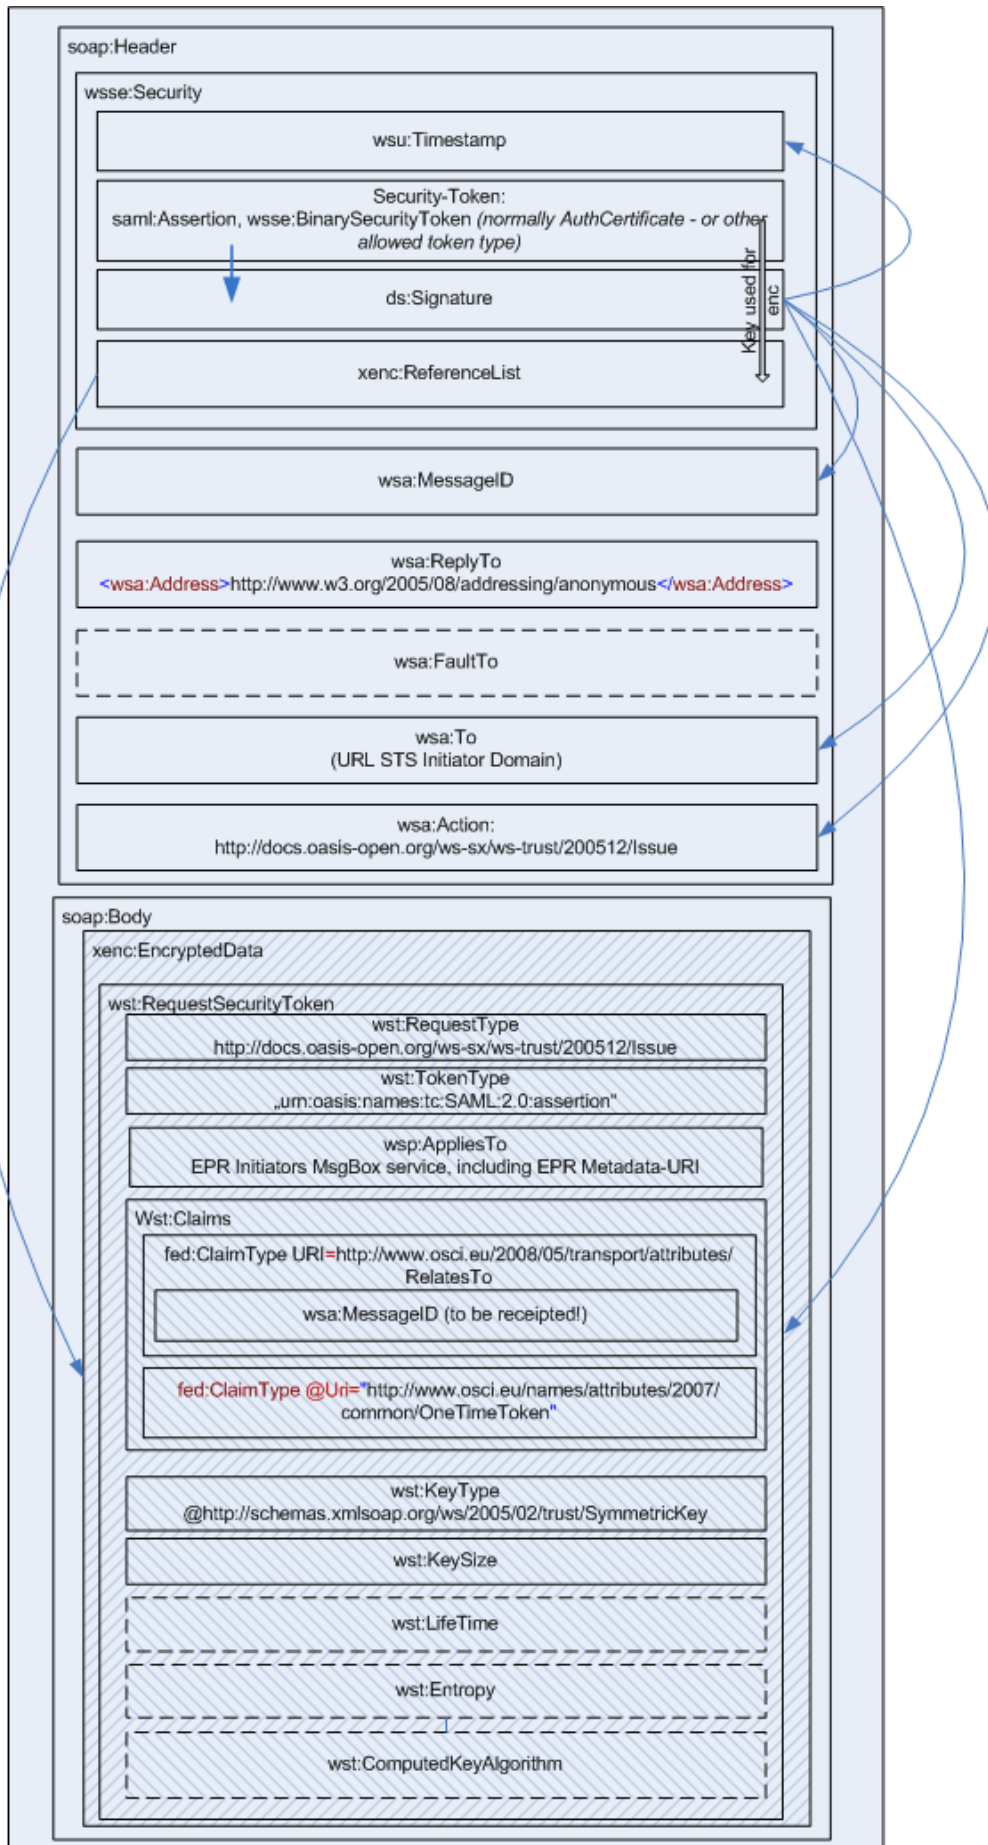 soap:Header
wsse:Security
wsu:Timestamp
Security-Token:
saml:Assertion, wsse:BinarySecurityToken (normally AuthCertificate - or other
allowed token type)
Key used for
enc
ds:Signature
xenc:ReferenceList
wsa:MessageID
wsa:ReplyTo
<wsa:Address>http://www.w3.org/2005/08/addressing/anonymous</wsa:Address>
wsa:FaultTo
wsa:To
(URL STS Initiator Domain)
wsa:Action:
http://docs.oasis-open.org/ws-sx/ws-trust/200512/Issue
soap:Body
xenc:EncryptedData
wst:RequestSecurityToken
wst:RequestType
http://docs.oasis-open.org/ws-sx/ws-trust/200512/Issue
wst:TokenType
„urn:oasis:names:tc:SAML:2.0:assertion"
wsp:AppliesTo
EPR Initiators MsgBox service, including EPR Metadata-URI
Wst:Claims
fed:ClaimType URI=http://www.osci.eu/2008/05/transport/attributes/
RelatesTo
wsa:MessageID (to be receipted!)
fed:ClaimType @Uri="http://www.osci.eu/names/attributes/2007/
common/OneTimeToken"
wst:KeyType
@http://schemas.xmlsoap.org/ws/2005/02/trust/SymmetricKey
wst:KeySize
wst:LifeTime
wst:Entropy
wst:ComputedKeyAlgorithm